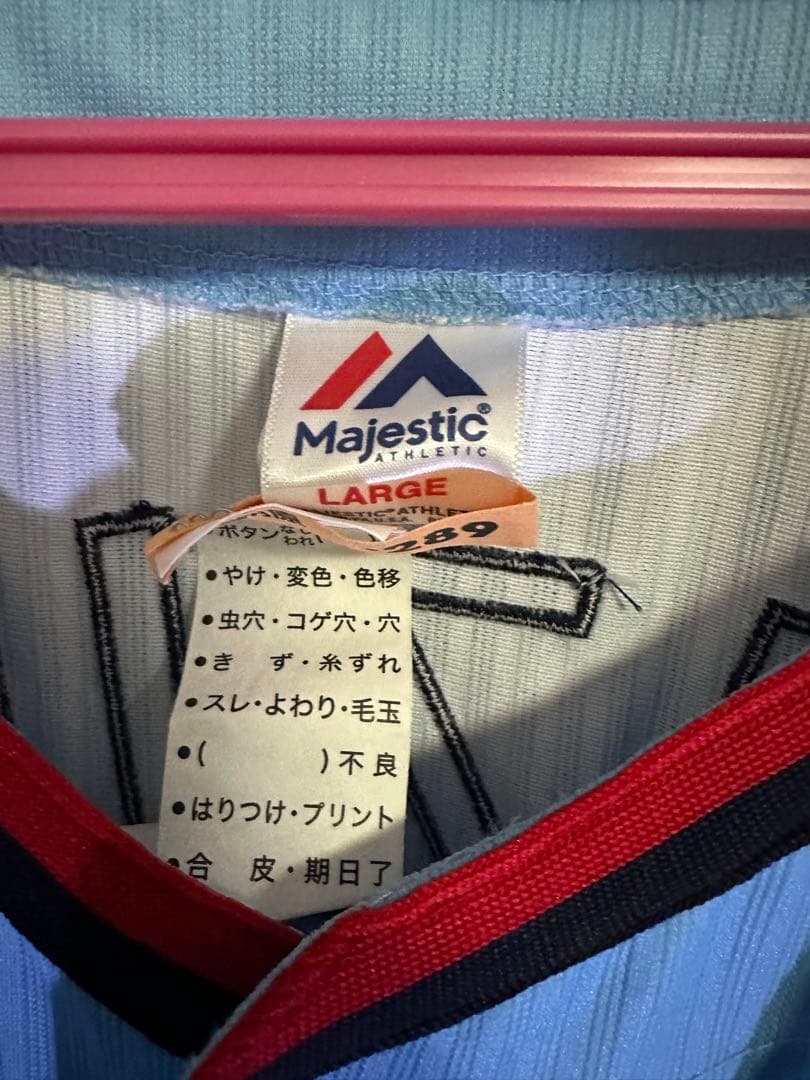 Majestic®
ATHLETIC
LARGE
289
ボタンなし
われ
•やけ・変色・色移
•虫穴・コゲ穴・穴
•き　ず・糸ずれ
•スレ・よわり・毛玉
•(　　　)不良
•はりつけ・プリント
•合　皮・期日了